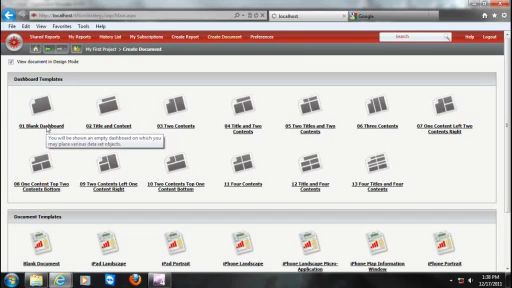 http://localhost
localhost
Google
File Edit View Favorites Tools Help
Shared Reports My Reports History List My Subscriptions Create Report Create Document Preferences
Search
Help Logout
My First Project > Create Document
View document in Design Mode
Dashboard Templates
01 Blank Dashboard
02 Title and Content
03 Two Contents
04 Title and Two Contents
05 Two Titles and Two Contents
06 Three Contents
07 One Content Left Two Contents Right
You will be shown an empty dashboard on which you
may place various data set objects.
08 One Content Top Two Contents Bottom
09 Two Contents Left One Content Right
10 Two Contents Top One Content Bottom
11 Four Contents
12 Title and Four Contents
13 Four Titles and Four Contents
Document Templates
Blank Document
iPad Landscape
iPad Portrait
iPhone Landscape
iPhone Landscape Micro-Application
iPhone Map Information Window
iPhone Portrait
1:38 PM
12/17/2011